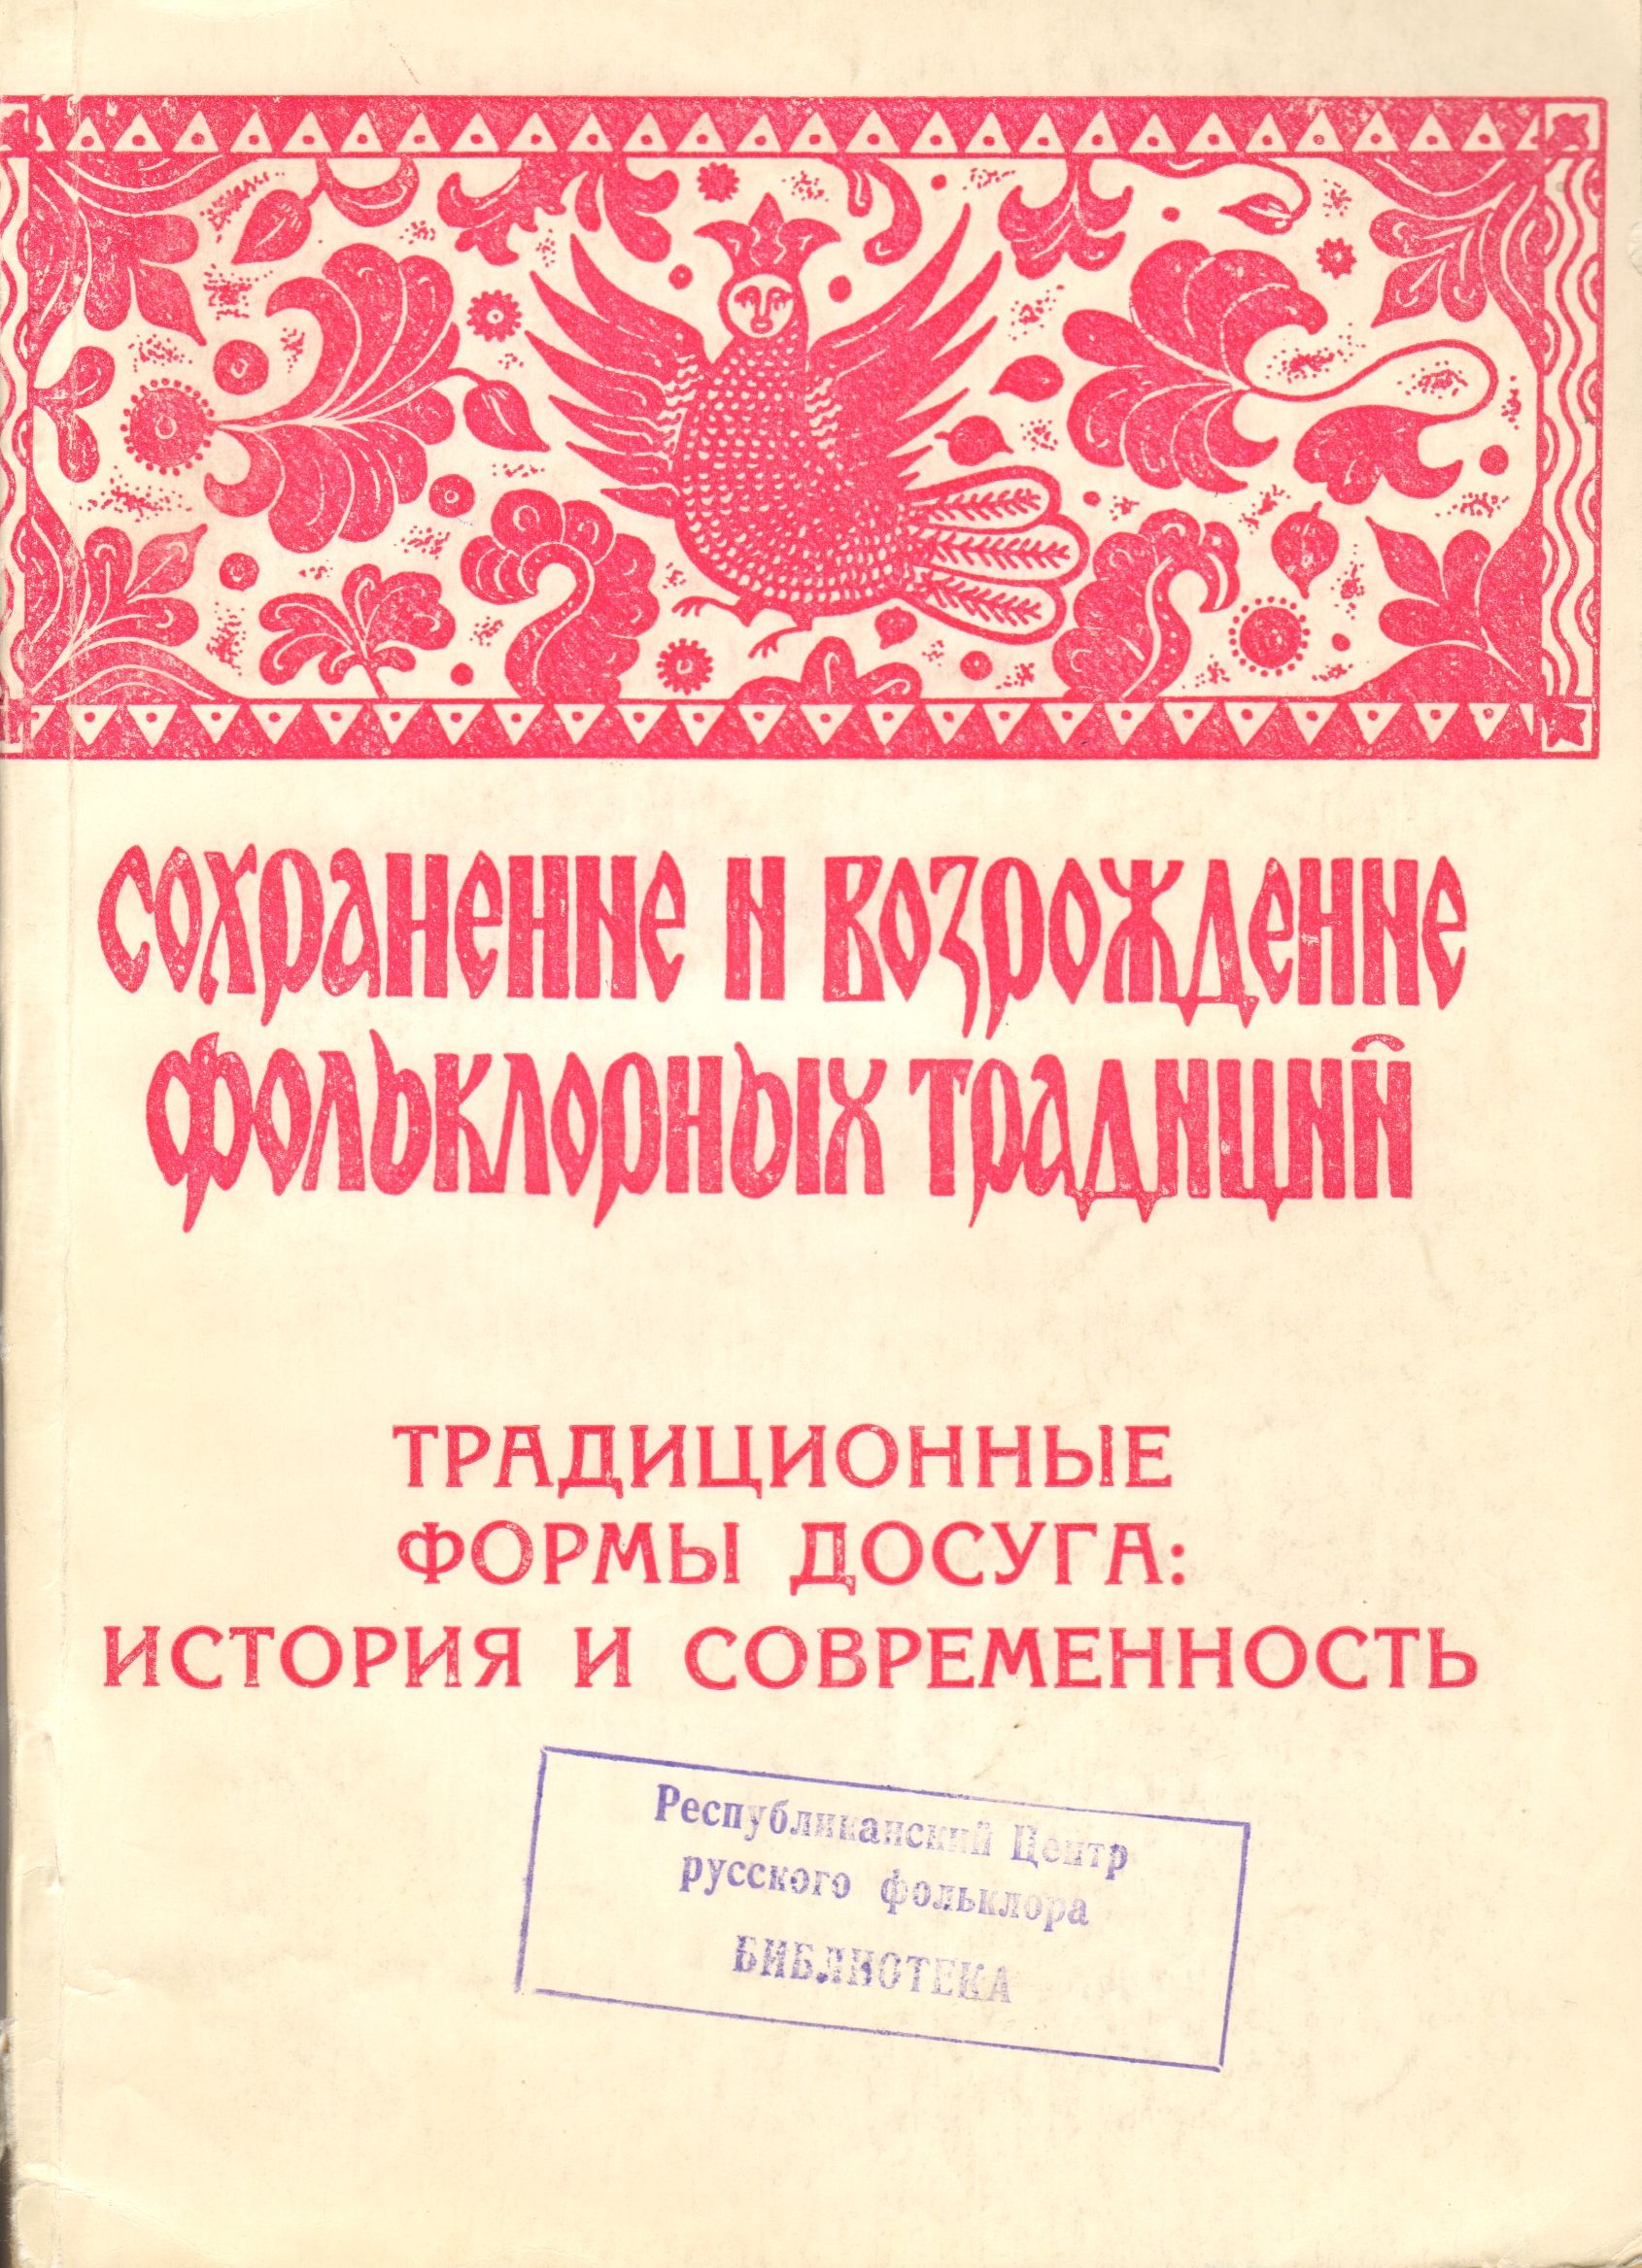 сохранение и возрождение
фольклорных традиций
ТРАДИЦИОННЫЕ
ФОРМЫ ДОСУГА:
ИСТОРИЯ И СОВРЕМЕННОСТЬ
Республиканский Центр
русского фольклора
БИБЛИОТЕКА